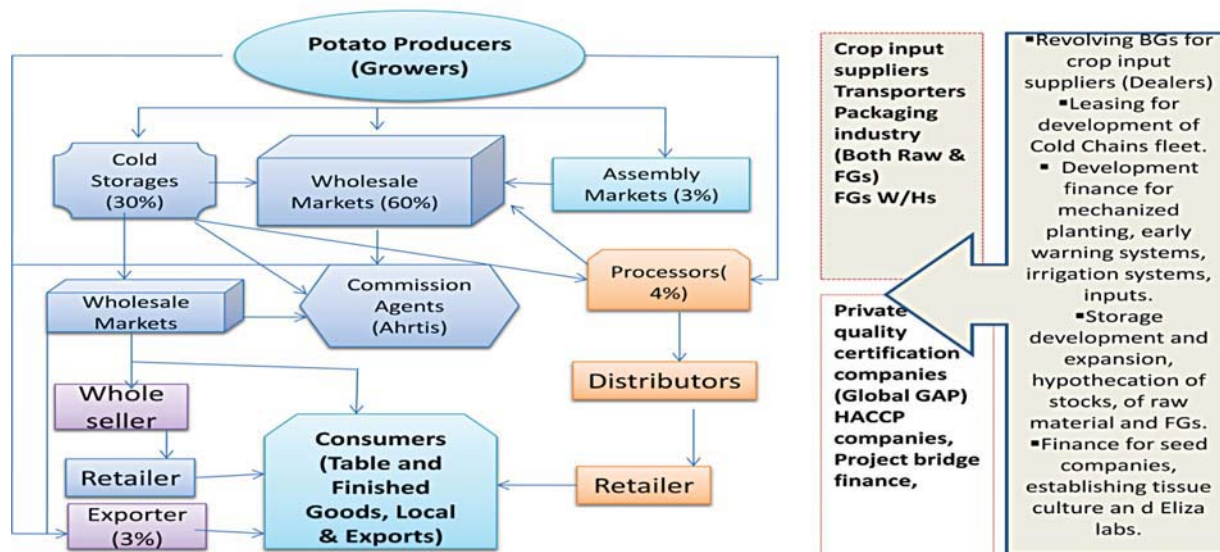 Potato Producers
(Growers)
Cold
Storages
(30%)
Wholesale
Markets (60%)
Assembly
Markets (3%)
Wholesale
Markets
Commission
Agents
(Ahrtis)
Processors(
4%)
Whole
seller
Distributors
Retailer
Consumers
(Table and
Finished
Goods, Local
& Exports)
Retailer
Exporter
(3%)
Crop input
suppliers
Transporters
Packaging
industry
(Both Raw &
FGs)
FGs W/Hs
Private
quality
certification
companies
(Global GAP)
HACCP
companies,
Project bridge
finance,
▪Revolving BGs for
crop input
suppliers (Dealers)
▪Leasing for
development of
Cold Chains fleet.
▪ Development
finance for
mechanized
planting, early
warning systems,
irrigation systems,
inputs.
▪Storage
development and
expansion,
hypothecation of
stocks, of raw
material and FGs.
▪Finance for seed
companies,
establishing tissue
culture an d Eliza
labs.